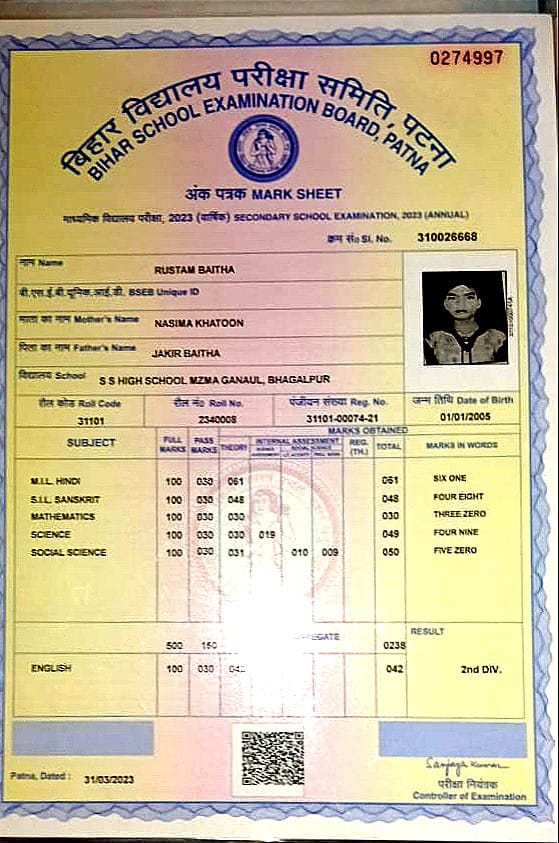 0274997
बिहार विद्यालय परीक्षा समिति, पटना
BIHAR SCHOOL EXAMINATION BOARD, PATNA
अंक पत्रक MARK SHEET
माध्यमिक विद्यालय परीक्षा, 2023 (वार्षिक) SECONDARY SCHOOL EXAMINATION, 2023 (ANNUAL)
क्रम सं० Sl. No. 310026668
नाम Name RUSTAM BAITHA
बी.एस.ई.बी.यूनिक.आई.डी. BSEB Unique ID
माता का नाम Mother's Name NASIMA KHATOON
पिता का नाम Father's Name JAKIR BAITHA
विद्यालय School S S HIGH SCHOOL MZMA GANAUL, BHAGALPUR
रौल कोड Roll Code रौल नं० Roll No. पंजीयन संख्या Reg. No. जन्म तिथि Date of Birth
31101 2340008 31101-00074-21 01/01/2005
MARKS OBTAINED
SUBJECT FULL MARKS PASS MARKS THEORY INTERNAL ASSESSMENT REG. (TH.) TOTAL MARKS IN WORDS
M.I.L. HINDI 100 030 061 061 SIX ONE
S.I.L. SANSKRIT 100 030 048 048 FOUR EIGHT
MATHEMATICS 100 030 030 030 THREE ZERO
SCIENCE 100 030 030 019 049 FOUR NINE
SOCIAL SCIENCE 100 030 031 010 009 050 FIVE ZERO
500 150 0238 RESULT
ENGLISH 100 030 042 2nd DIV.
Patna, Dated : 31/03/2023
Sanjaya Kumar
परीक्षा नियंत्रक
Controller of Examination